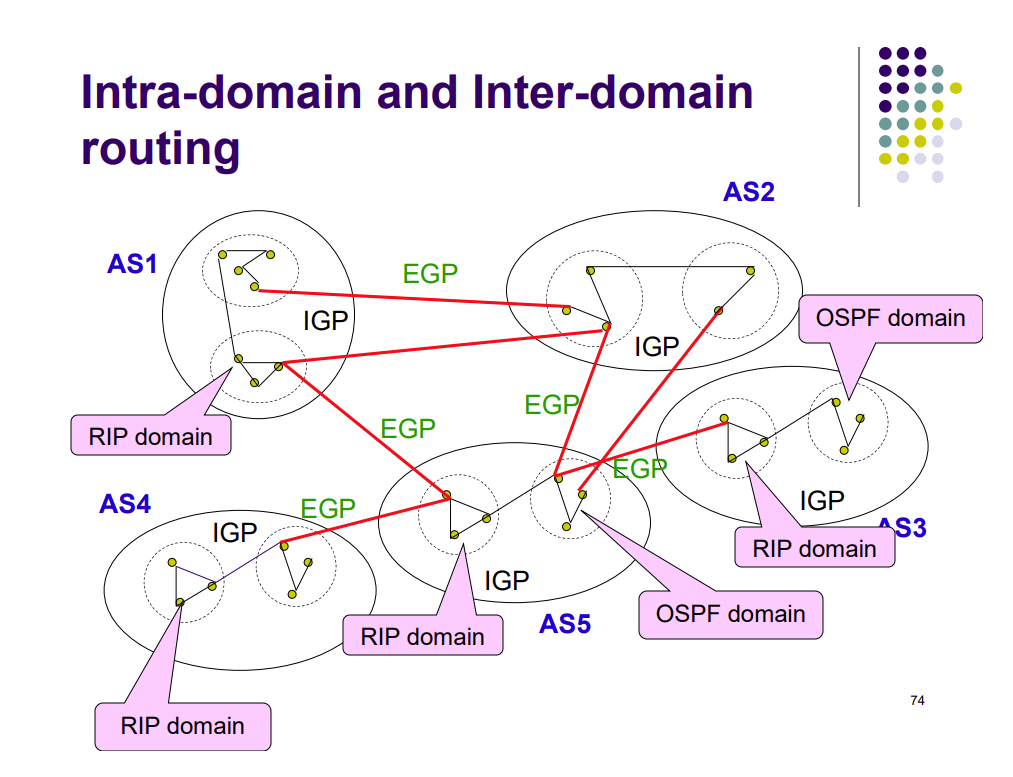 Intra-domain and Inter-domain
routing
AS2
AS1
EGP
IGP
OSPF domain
IGP
EGP
EGP
RIP domain
EGP
AS4
EGP
IGP
IGP
AS3
RIP domain
IGP
OSPF domain
AS5
RIP domain
74
RIP domain